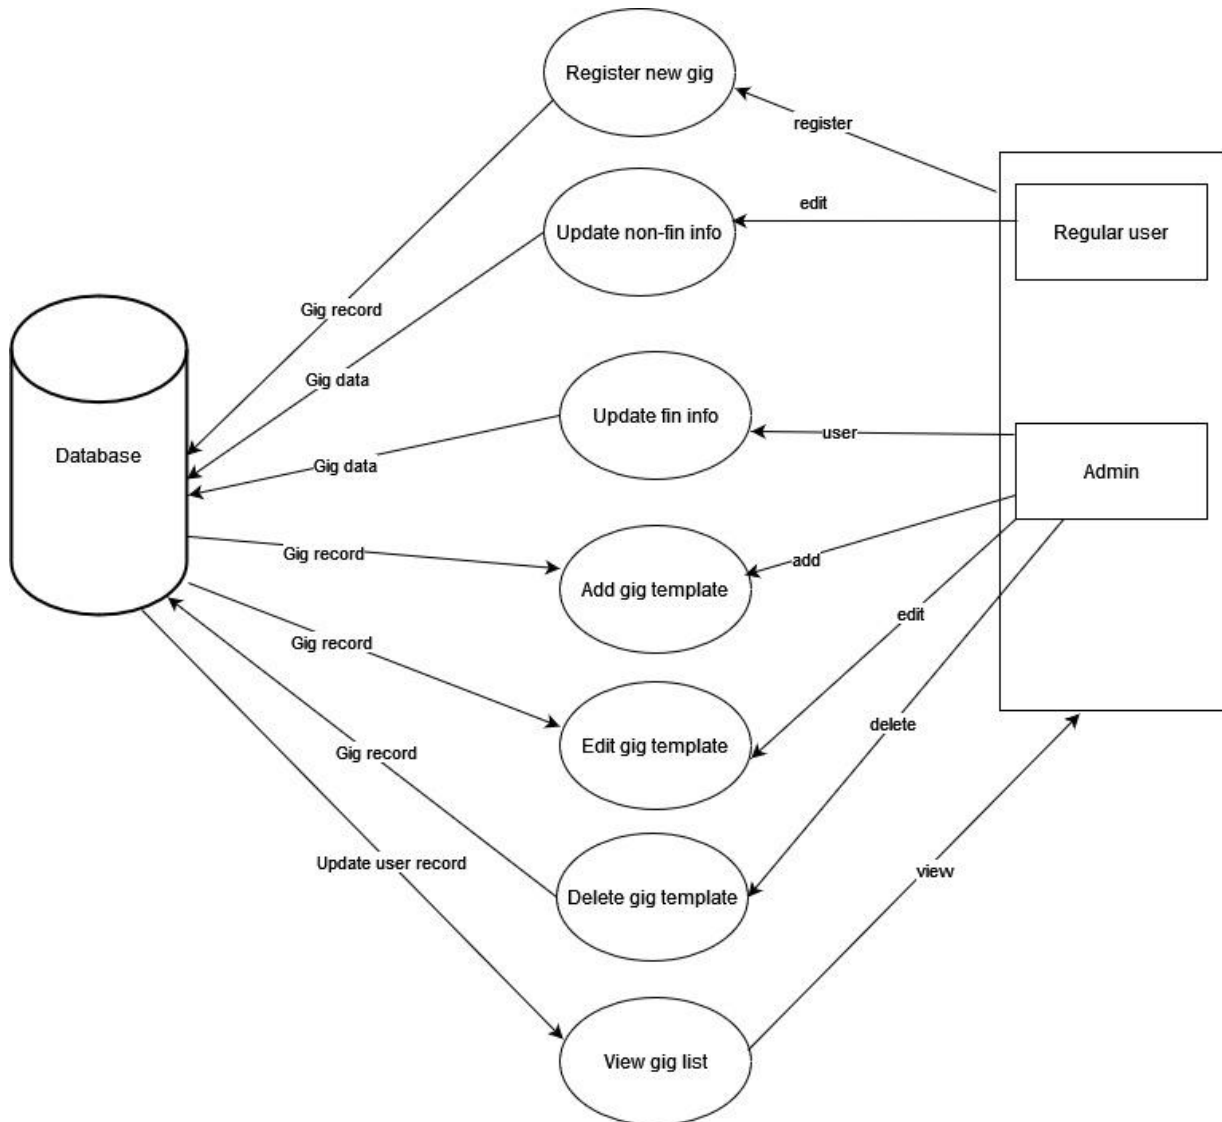 Register new gig
register
edit
Update non-fin info
Regular user
Gig record
Gig data
Update fin info
user
Database
Gig data
Admin
Gig record
add
Add gig template
edit
Gig record
delete
Edit gig template
Gig record
Update user record
view
Delete gig template
View gig list